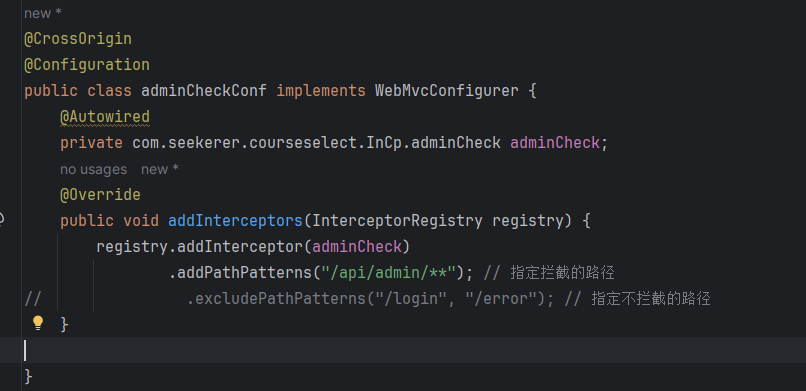 new *
@CrossOrigin
@Configuration
public class adminCheckConf implements WebMvcConfigurer {
@Autowired
private com.seekerer.courseselect.InCp.adminCheck adminCheck;
no usages new *
@Override
public void addInterceptors(InterceptorRegistry registry) {
registry.addInterceptor(adminCheck)
.addPathPatterns("/api/admin/**"); // 指定拦截的路径
// .excludePathPatterns("/login", "/error"); // 指定不拦截的路径
}
}